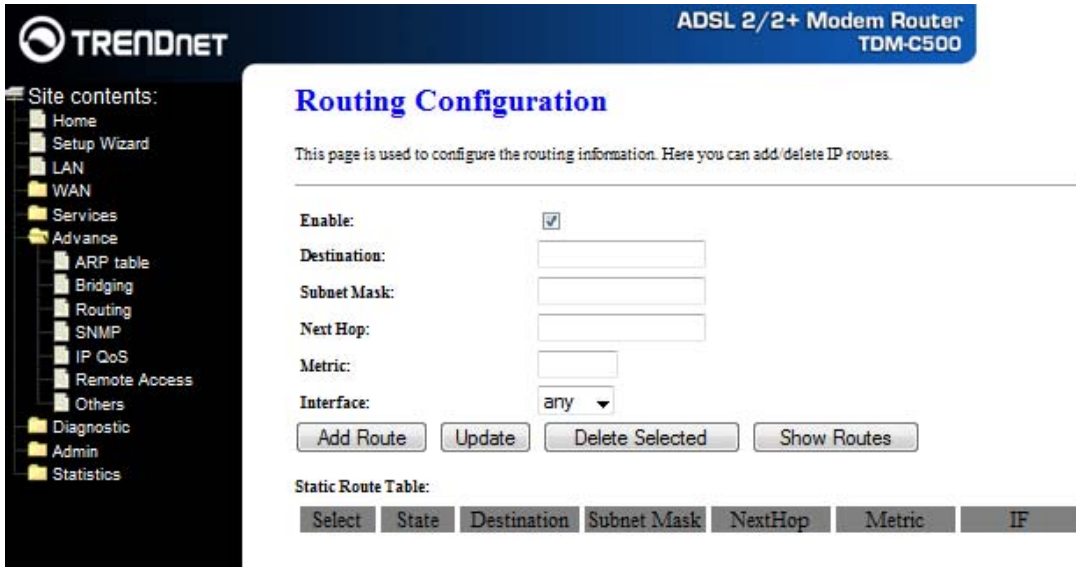 TRENDNET
ADSL 2/2+ Modem Router
TDM-C500
Site contents:
Home
Setup Wizard
LAN
WAN
Services
Advance
ARP table
Bridging
Routing
SNMP
IP QoS
Remote Access
Others
Diagnostic
Admin
Statistics
Routing Configuration
This page is used to configure the routing information. Here you can add/delete IP routes.
Enable:
Destination:
Subnet Mask:
Next Hop:
Metric:
Interface: any
Add Route Update Delete Selected Show Routes
Static Route Table:
Select State Destination Subnet Mask NextHop Metric IF